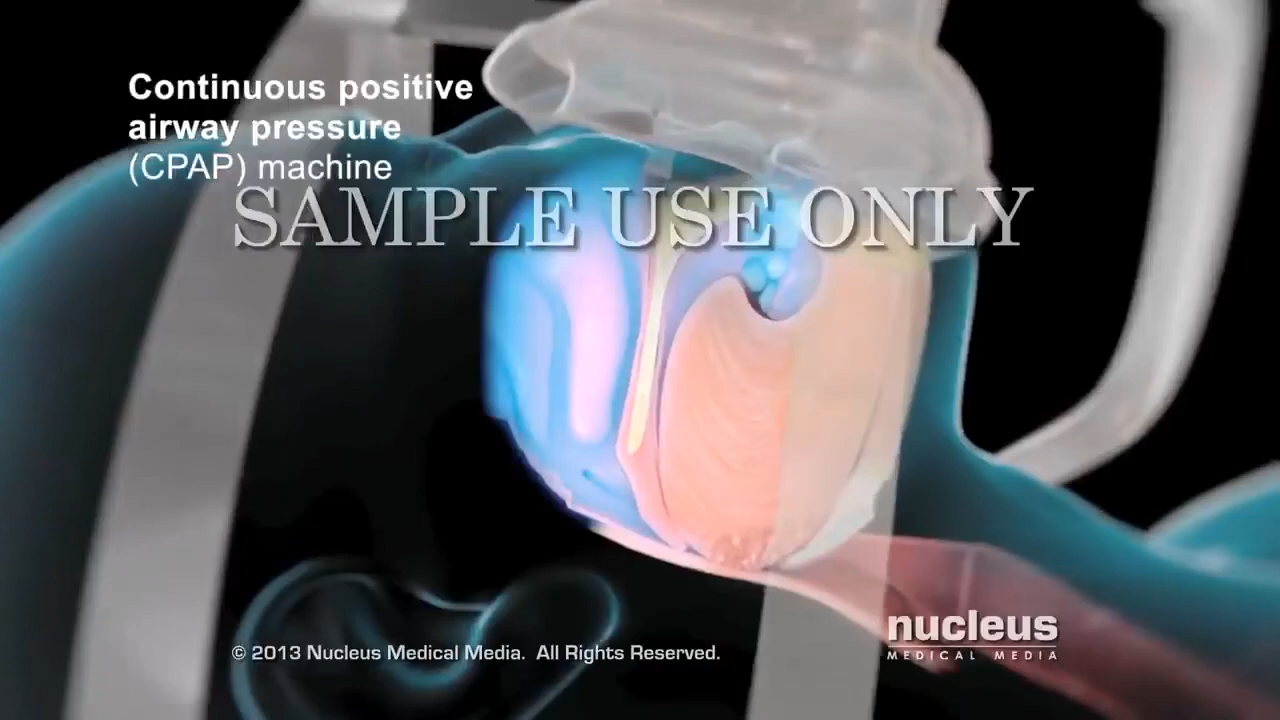 Continuous positive
airway pressure
(CPAP) machine
SAMPLE USE ONLY
© 2013 Nucleus Medical Media. All Rights Reserved.
nucleus
MEDICAL MEDIA